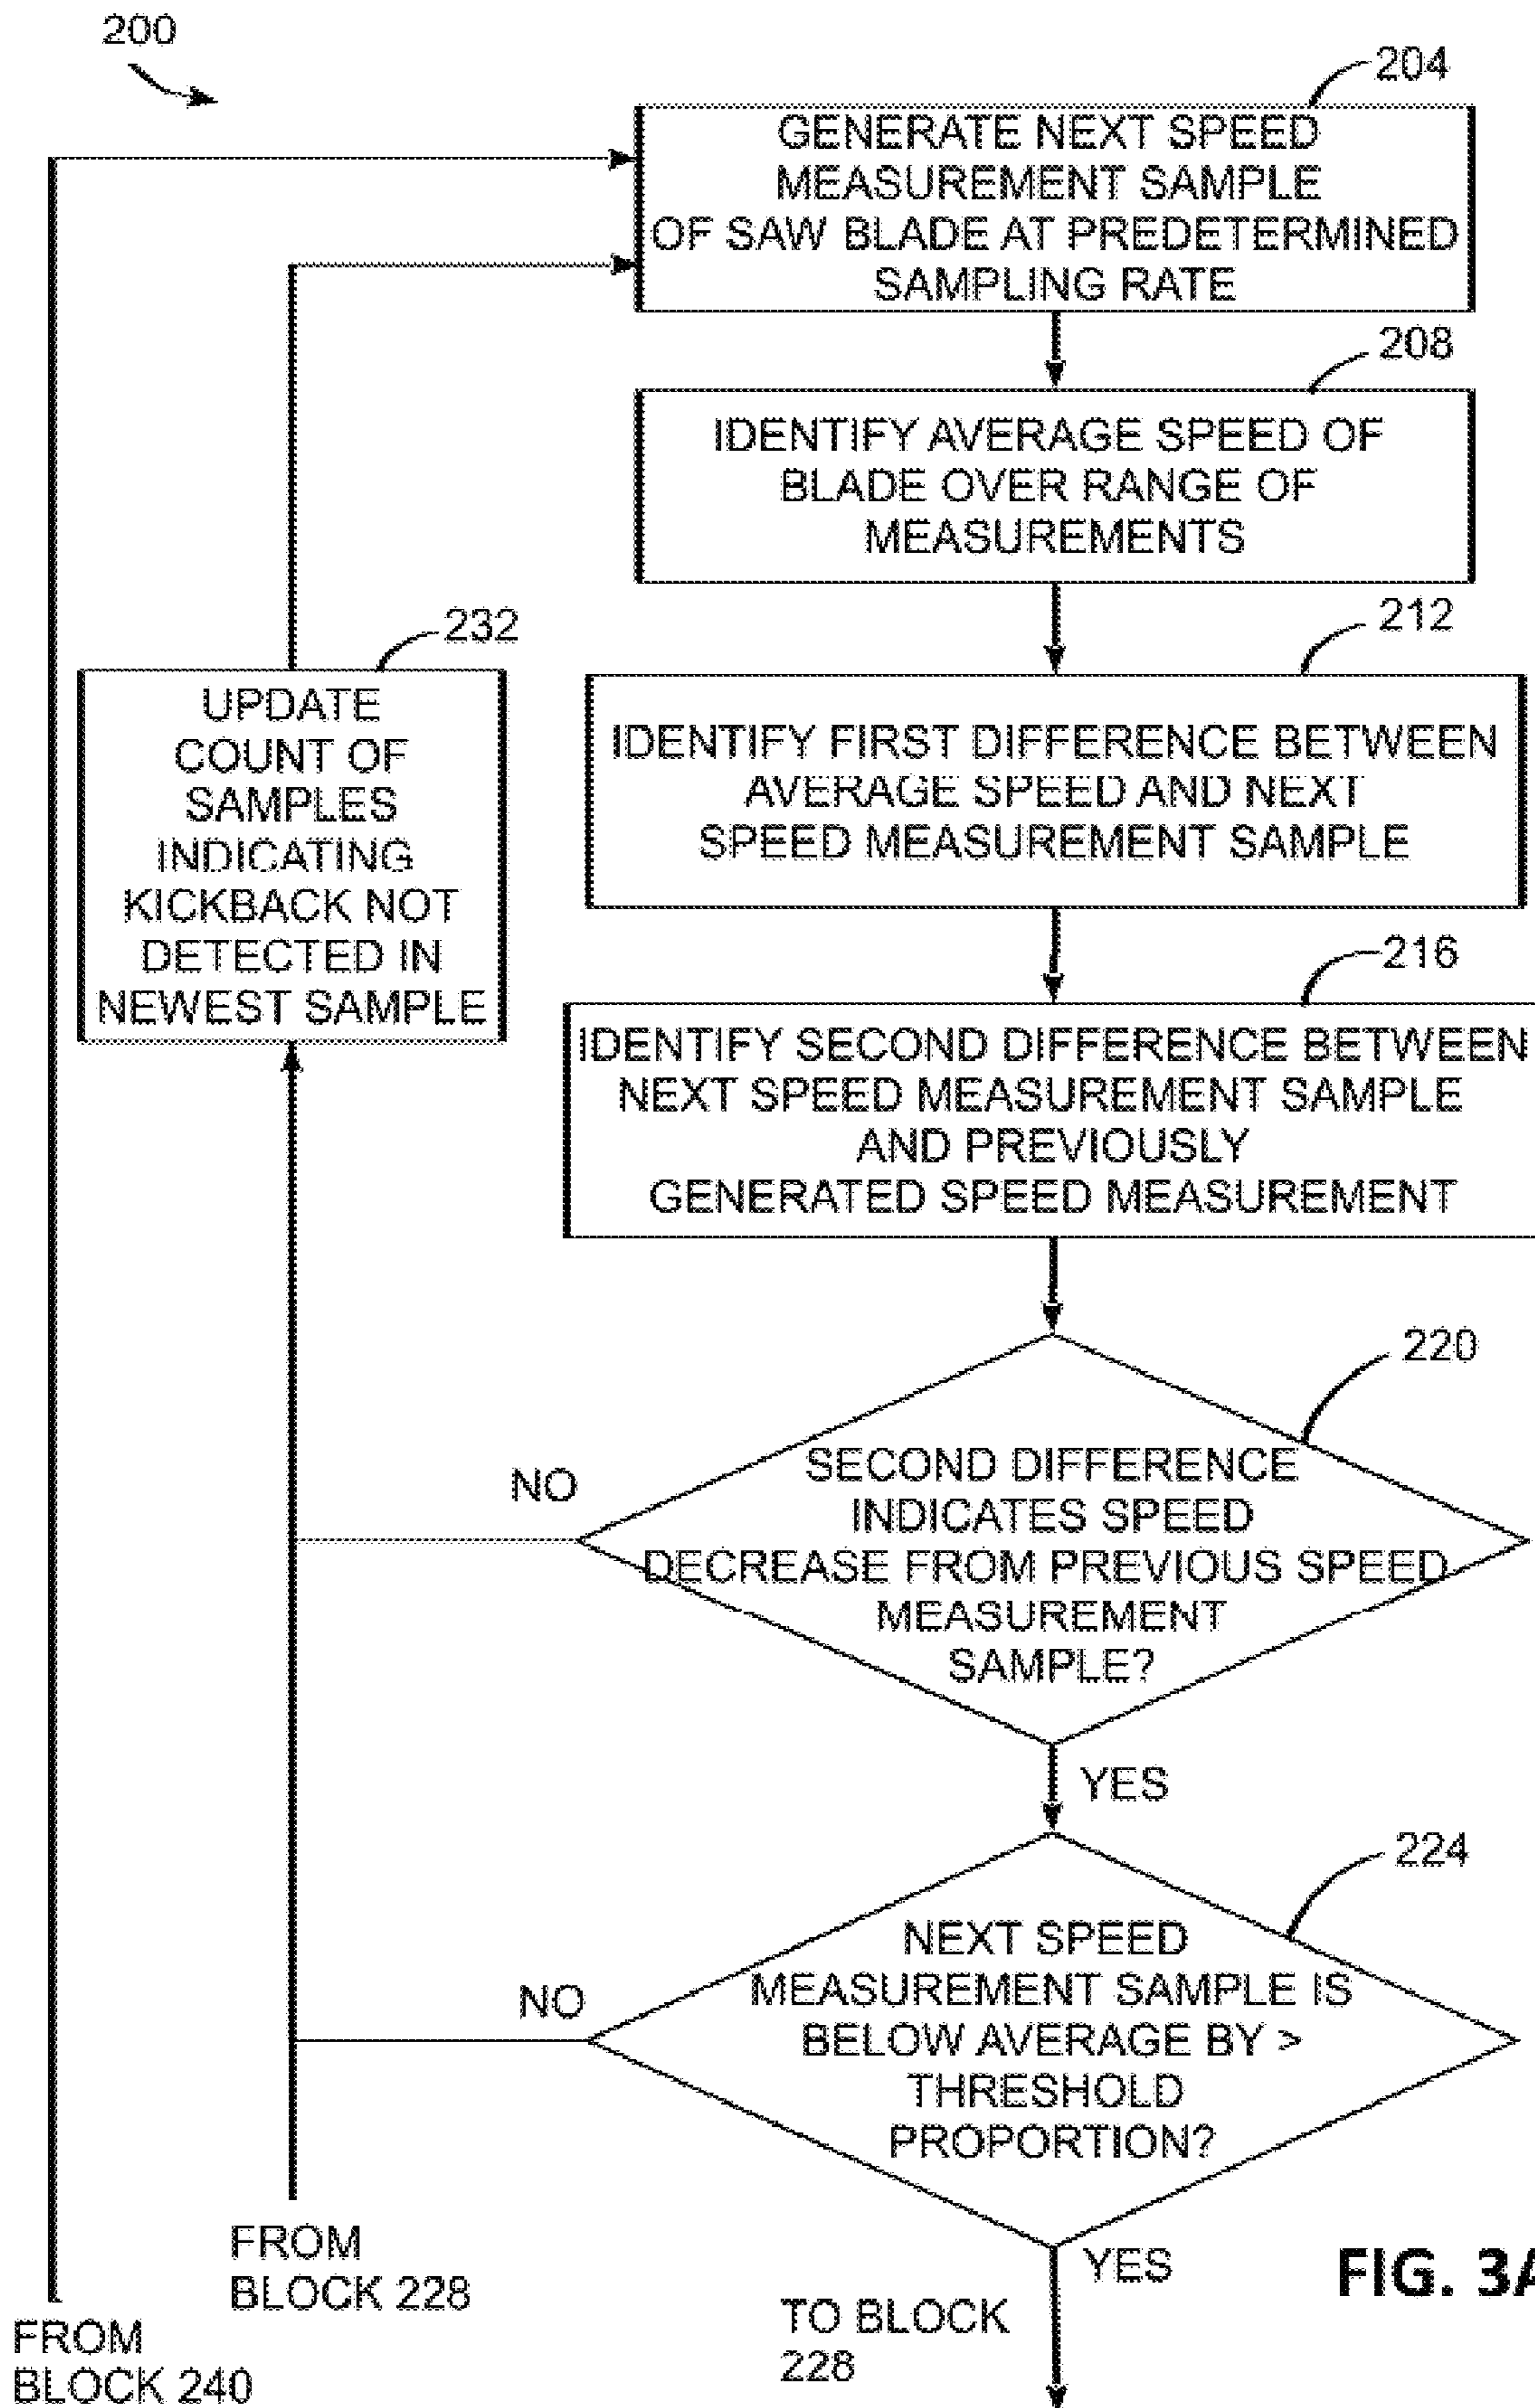 200
204
GENERATE NEXT SPEED
MEASUREMENT SAMPLE
OF SAW BLADE AT PREDETERMINED
SAMPLING RATE
208
IDENTIFY AVERAGE SPEED OF
BLADE OVER RANGE OF
MEASUREMENTS
212
IDENTIFY FIRST DIFFERENCE BETWEEN
AVERAGE SPEED AND NEXT
SPEED MEASUREMENT SAMPLE
232
UPDATE
COUNT OF
SAMPLES
INDICATING
KICKBACK NOT
DETECTED IN
NEWEST SAMPLE
216
IDENTIFY SECOND DIFFERENCE BETWEEN
NEXT SPEED MEASUREMENT SAMPLE
AND PREVIOUSLY
GENERATED SPEED MEASUREMENT
220
SECOND DIFFERENCE
INDICATES SPEED
DECREASE FROM PREVIOUS SPEED
MEASUREMENT
SAMPLE?
NO
YES
224
NEXT SPEED
MEASUREMENT SAMPLE IS
BELOW AVERAGE BY >
THRESHOLD
PROPORTION?
NO
YES
TO BLOCK
228
FROM
BLOCK 228
FROM
BLOCK 240
FIG. 3A